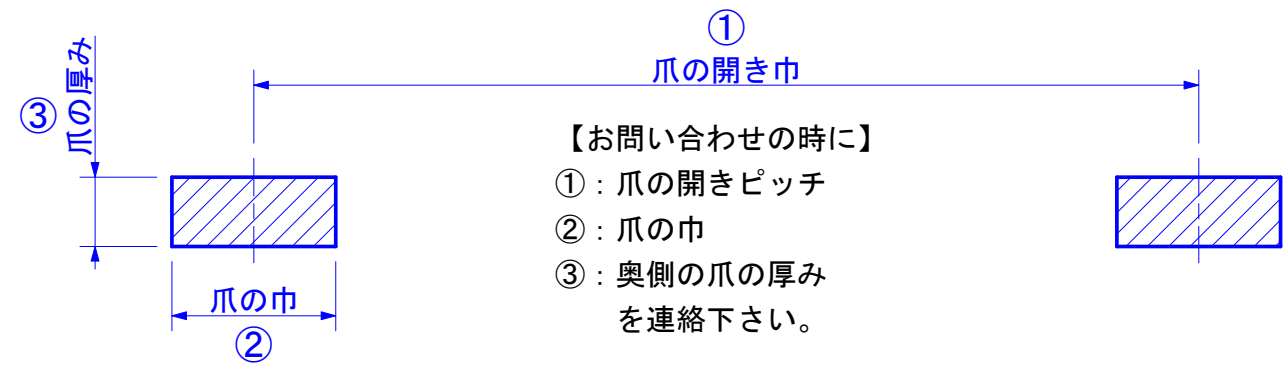 ①
爪の開き巾
③
爪の厚み
【お問い合わせの時に】
①：爪の開きピッチ
②：爪の巾
③：奥側の爪の厚み
を連絡下さい。
爪の巾
②